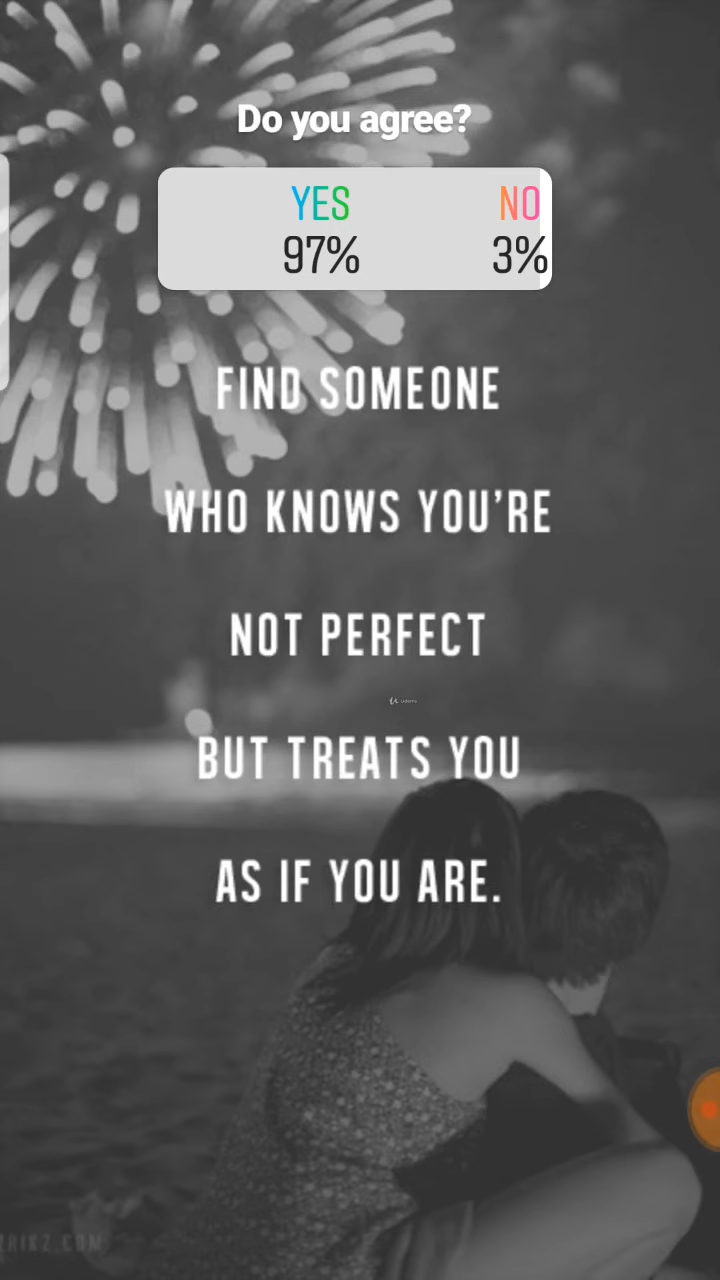 Do you agree?
YES NO
97% 3%
FIND SOMEONE
WHO KNOWS YOU'RE
NOT PERFECT
udemy
BUT TREATS YOU
AS IF YOU ARE.